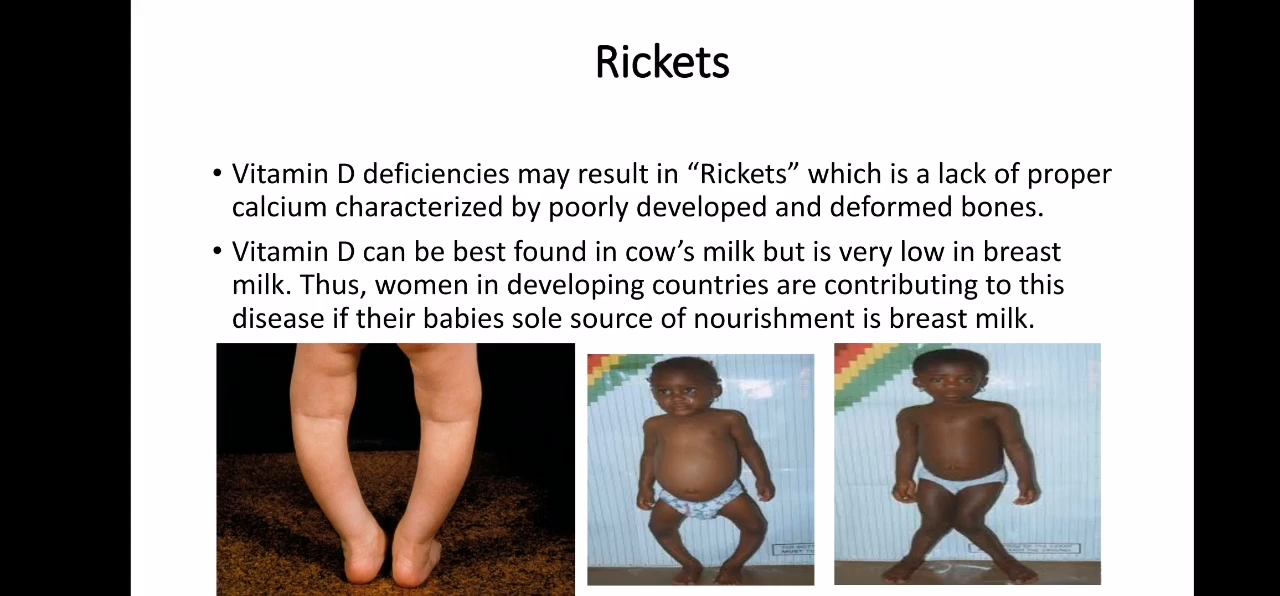 Rickets
• Vitamin D deficiencies may result in “Rickets” which is a lack of proper
calcium characterized by poorly developed and deformed bones.
• Vitamin D can be best found in cow’s milk but is very low in breast
milk. Thus, women in developing countries are contributing to this
disease if their babies sole source of nourishment is breast milk.